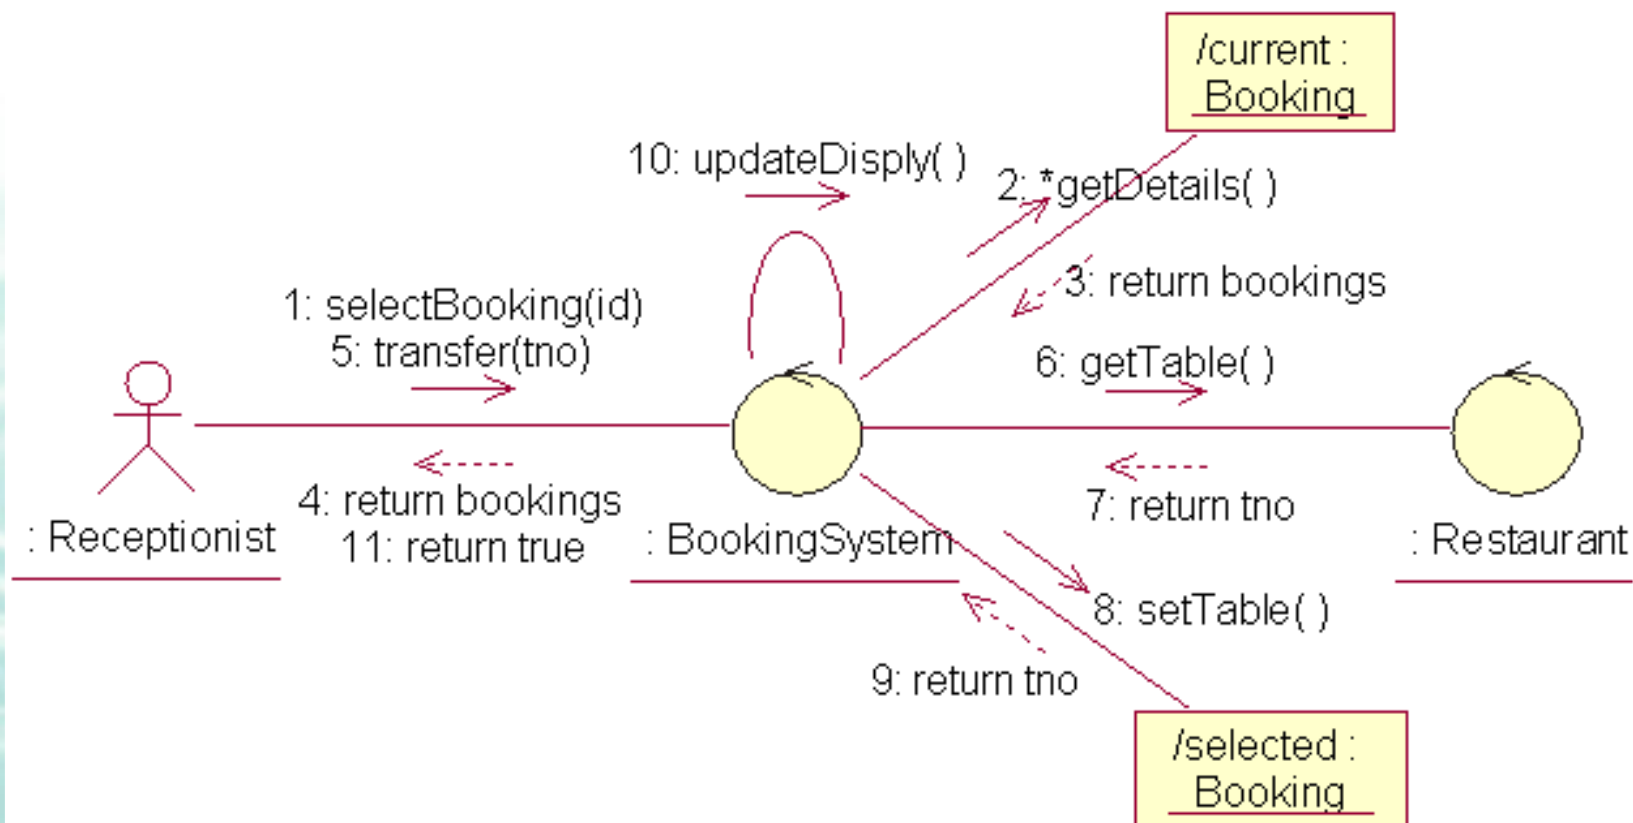 /current :
Booking
10: updateDisply( )
2: *getDetails( )
3: return bookings
1: selectBooking(id)
5: transfer(tno)
6: getTable( )
4: return bookings
11: return true
7: return tno
: Receptionist
: BookingSystem
: Restaurant
8: setTable( )
9: return tno
/selected :
Booking